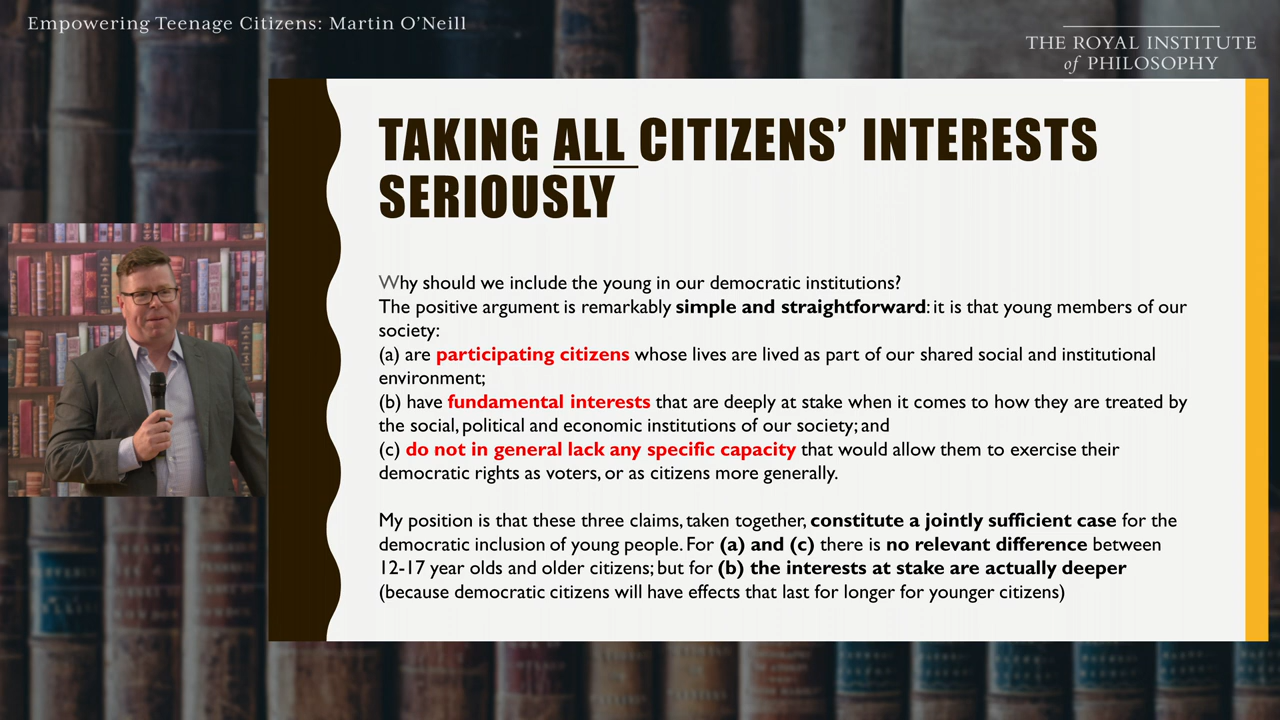 Empowering Teenage Citizens: Martin O'Neill
THE ROYAL INSTITUTE
of PHILOSOPHY
TAKING ALL CITIZENS' INTERESTS
SERIOUSLY
Why should we include the young in our democratic institutions?
The positive argument is remarkably simple and straightforward: it is that young members of our
society:
(a) are participating citizens whose lives are lived as part of our shared social and institutional
environment;
(b) have fundamental interests that are deeply at stake when it comes to how they are treated by
the social, political and economic institutions of our society; and
(c) do not in general lack any specific capacity that would allow them to exercise their
democratic rights as voters, or as citizens more generally.
My position is that these three claims, taken together, constitute a jointly sufficient case for the
democratic inclusion of young people. For (a) and (c) there is no relevant difference between
12-17 year olds and older citizens; but for (b) the interests at stake are actually deeper
(because democratic citizens will have effects that last for longer for younger citizens)